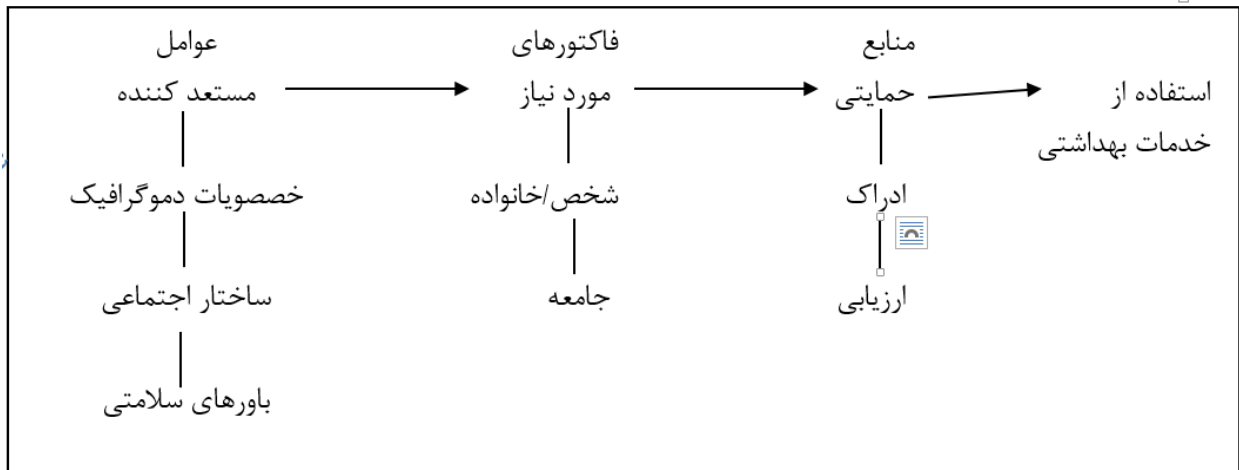 عوامل
مستعد کننده
خصصویات دموگرافیک
ساختار اجتماعی
باورهای سلامتی
فاکتورهای
مورد نیاز
شخص/خانواده
جامعه
منابع
حمایتی
ادراک
ارزیابی
استفاده از
خدمات بهداشتی